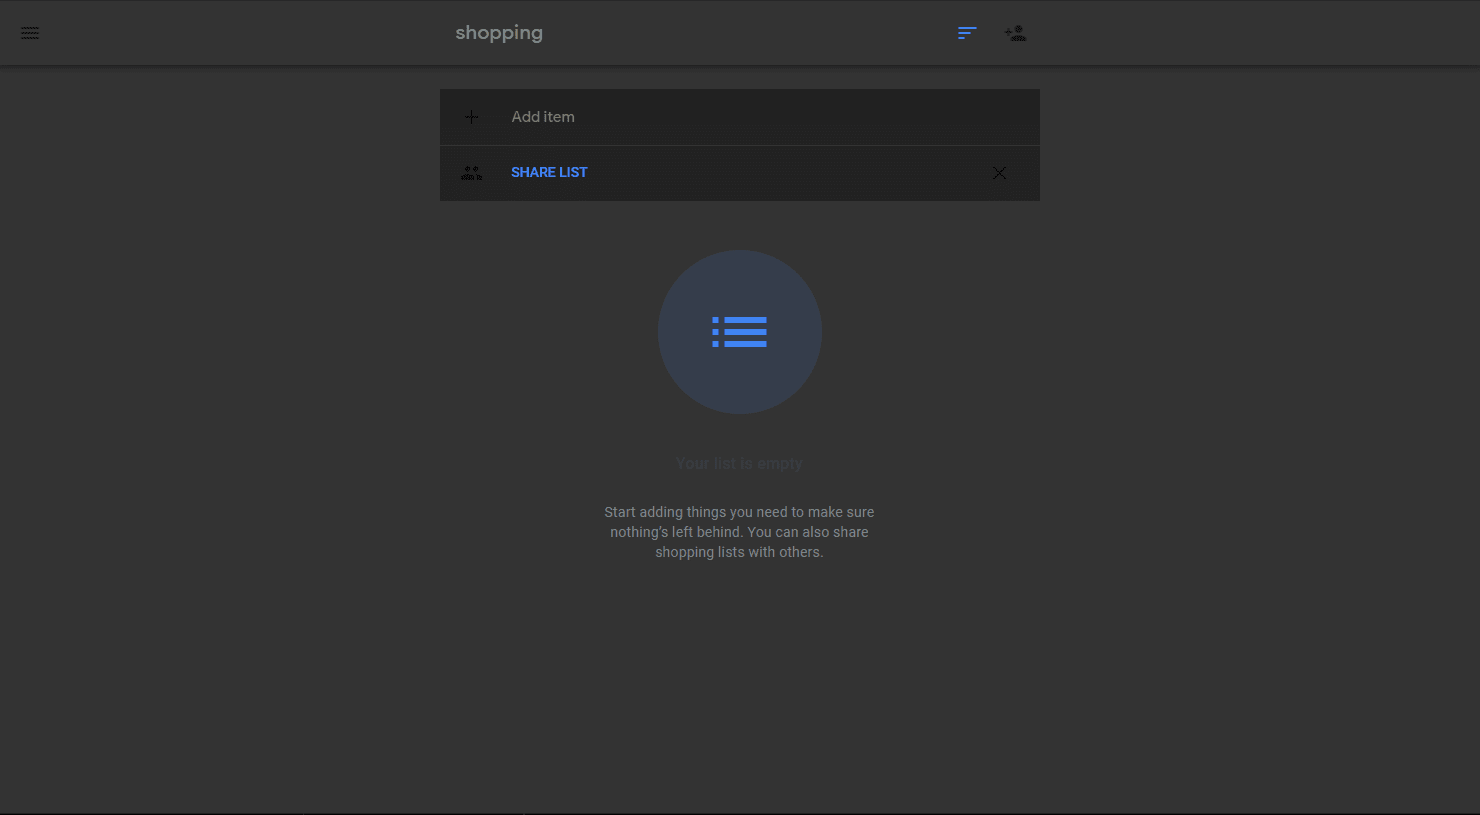 shopping
Add item
SHARE LIST
Your list is empty
Start adding things you need to make sure
nothing's left behind. You can also share
shopping lists with others.